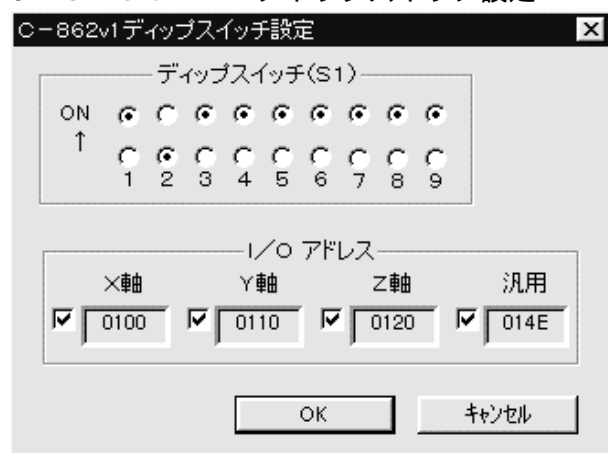 C－862v1ディップスイッチ設定
ディップスイッチ(S1)
ON
↑
1 2 3 4 5 6 7 8 9
I／O アドレス
X軸 Y軸 Z軸 汎用
0100 0110 0120 014E
OK キャンセル